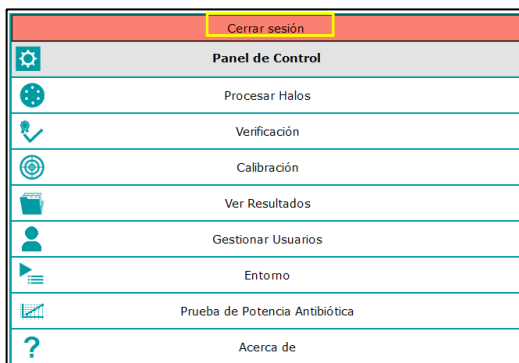 Cerrar sesión
Panel de Control
Procesar Halos
Verificación
Calibración
Ver Resultados
Gestionar Usuarios
Entorno
Prueba de Potencia Antibiótica
? Acerca de